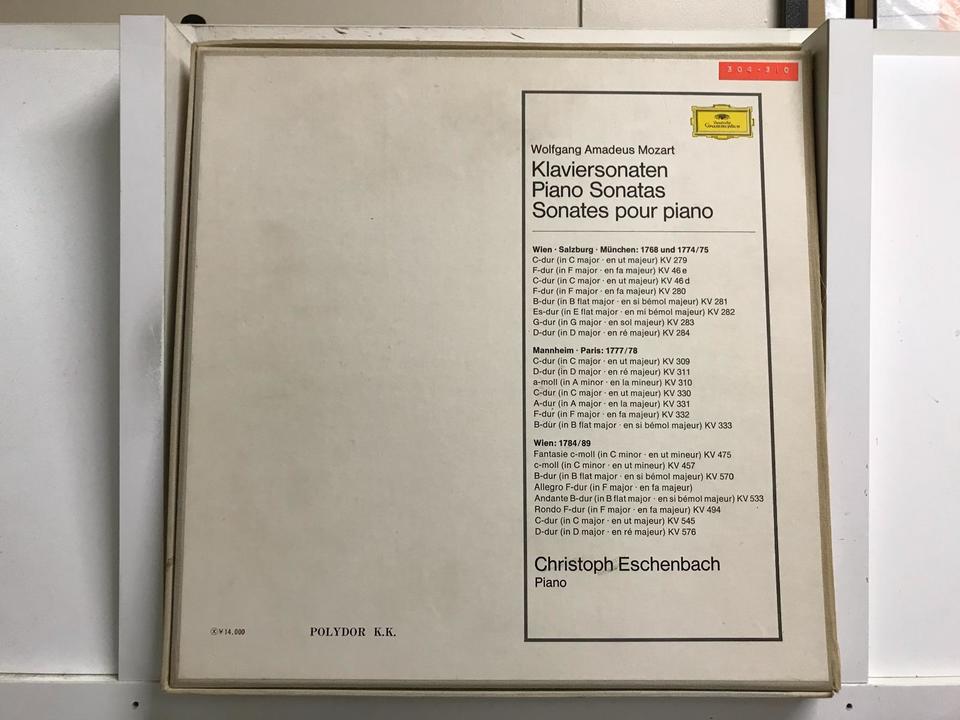 304-310
Deutsche
Grammophon
Wolfgang Amadeus Mozart
Klaviersonaten
Piano Sonatas
Sonates pour piano
Wien · Salzburg · München: 1768 und 1774/75
C-dur (in C major · en ut majeur) KV 279
F-dur (in F major · en fa majeur) KV 46 e
C-dur (in C major · en ut majeur) KV 46 d
F-dur (in F major · en fa majeur) KV 280
B-dur (in B flat major · en si bémol majeur) KV 281
Es-dur (in E flat major · en mi bémol majeur) KV 282
G-dur (in G major · en sol majeur) KV 283
D-dur (in D major · en ré majeur) KV 284
Mannheim · Paris: 1777/78
C-dur (in C major · en ut majeur) KV 309
D-dur (in D major · en ré majeur) KV 311
a-moll (in A minor · en la mineur) KV 310
C-dur (in C major · en ut majeur) KV 330
A-dur (in A major · en la majeur) KV 331
F-dur (in F major · en fa majeur) KV 332
B-dur (in B flat major · en si bémol majeur) KV 333
Wien: 1784/89
Fantasie c-moll (in C minor · en ut mineur) KV 475
c-moll (in C minor · en ut mineur) KV 457
B-dur (in B flat major · en si bémol majeur) KV 570
Allegro F-dur (in F major · en fa majeur)
Andante B-dur (in B flat major · en si bémol majeur) KV 533
Rondo F-dur (in F major · en fa majeur) KV 494
C-dur (in C major · en ut majeur) KV 545
D-dur (in D major · en ré majeur) KV 576
Christoph Eschenbach
Piano
Ⓧ¥14,000
POLYDOR K.K.